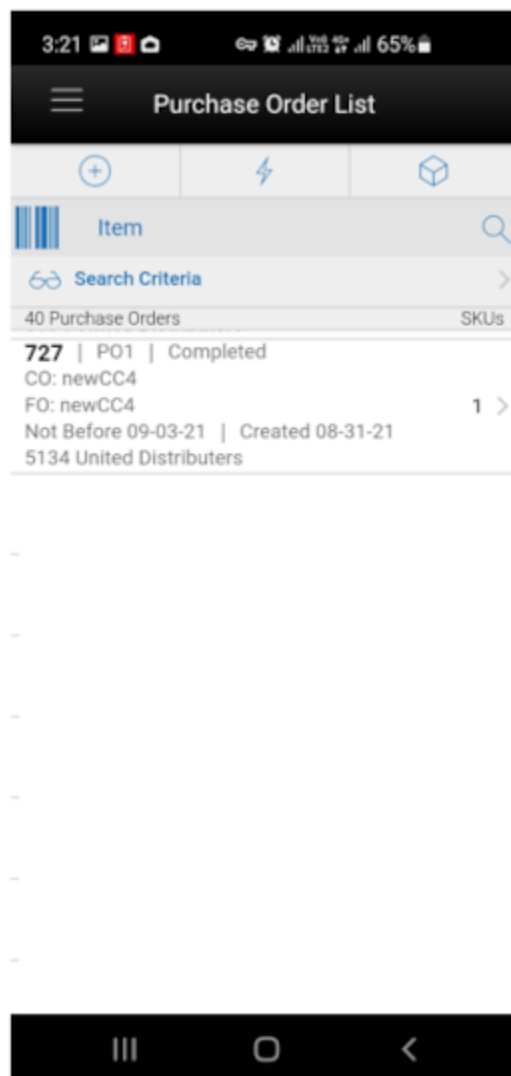 3:21 65%
Purchase Order List
Item
Search Criteria
40 Purchase Orders SKUs
727 | PO1 | Completed
CO: newCC4
FO: newCC4 1
Not Before 09-03-21 | Created 08-31-21
5134 United Distributers